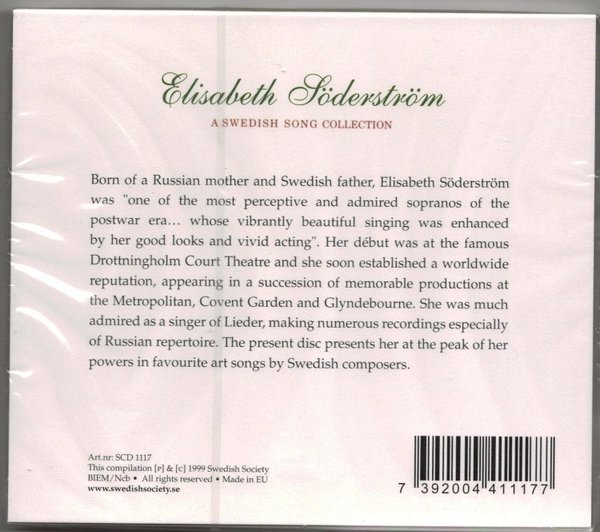 Elisabeth Söderström
A SWEDISH SONG COLLECTION
Born of a Russian mother and Swedish father, Elisabeth Söderström
was "one of the most perceptive and admired sopranos of the
postwar era... whose vibrantly beautiful singing was enhanced
by her good looks and vivid acting". Her début was at the famous
Drottningholm Court Theatre and she soon established a worldwide
reputation, appearing in a succession of memorable productions at
the Metropolitan, Covent Garden and Glyndebourne. She was much
admired as a singer of Lieder, making numerous recordings especially
of Russian repertoire. The present disc presents her at the peak of her
powers in favourite art songs by Swedish composers.
Art.nr: SCD 1117
This compilation [p] & [c] 1999 Swedish Society
BIEM/Ncb • All rights reserved • Made in EU
www.swedishsociety.se
7 392004 411177